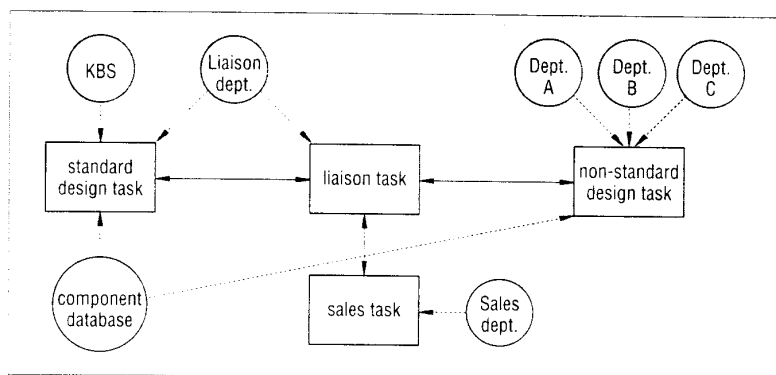 KBS
Liaison
dept.
Dept.
A
Dept.
B
Dept.
C
standard
design task
liaison task
non-standard
design task
component
database
sales task
Sales
dept.